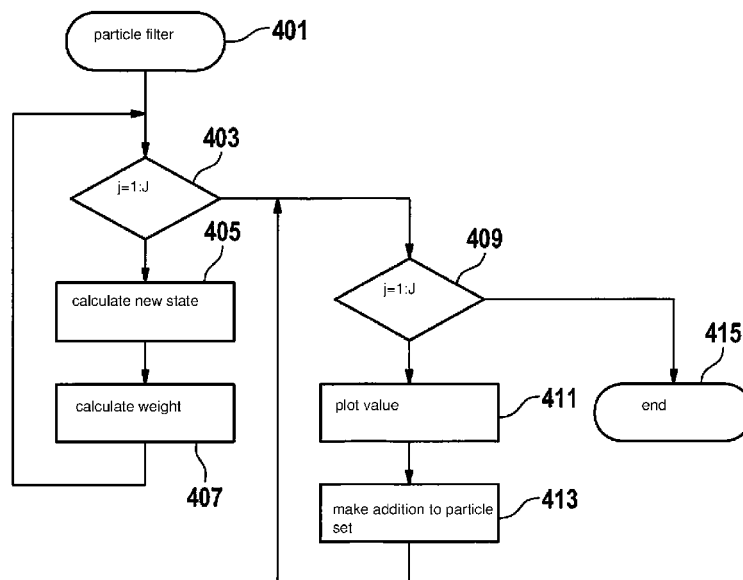 particle filter
401
403
j=1:J
405
calculate new state
409
j=1:J
415
calculate weight
407
plot value
411
end
make addition to particle
set
413